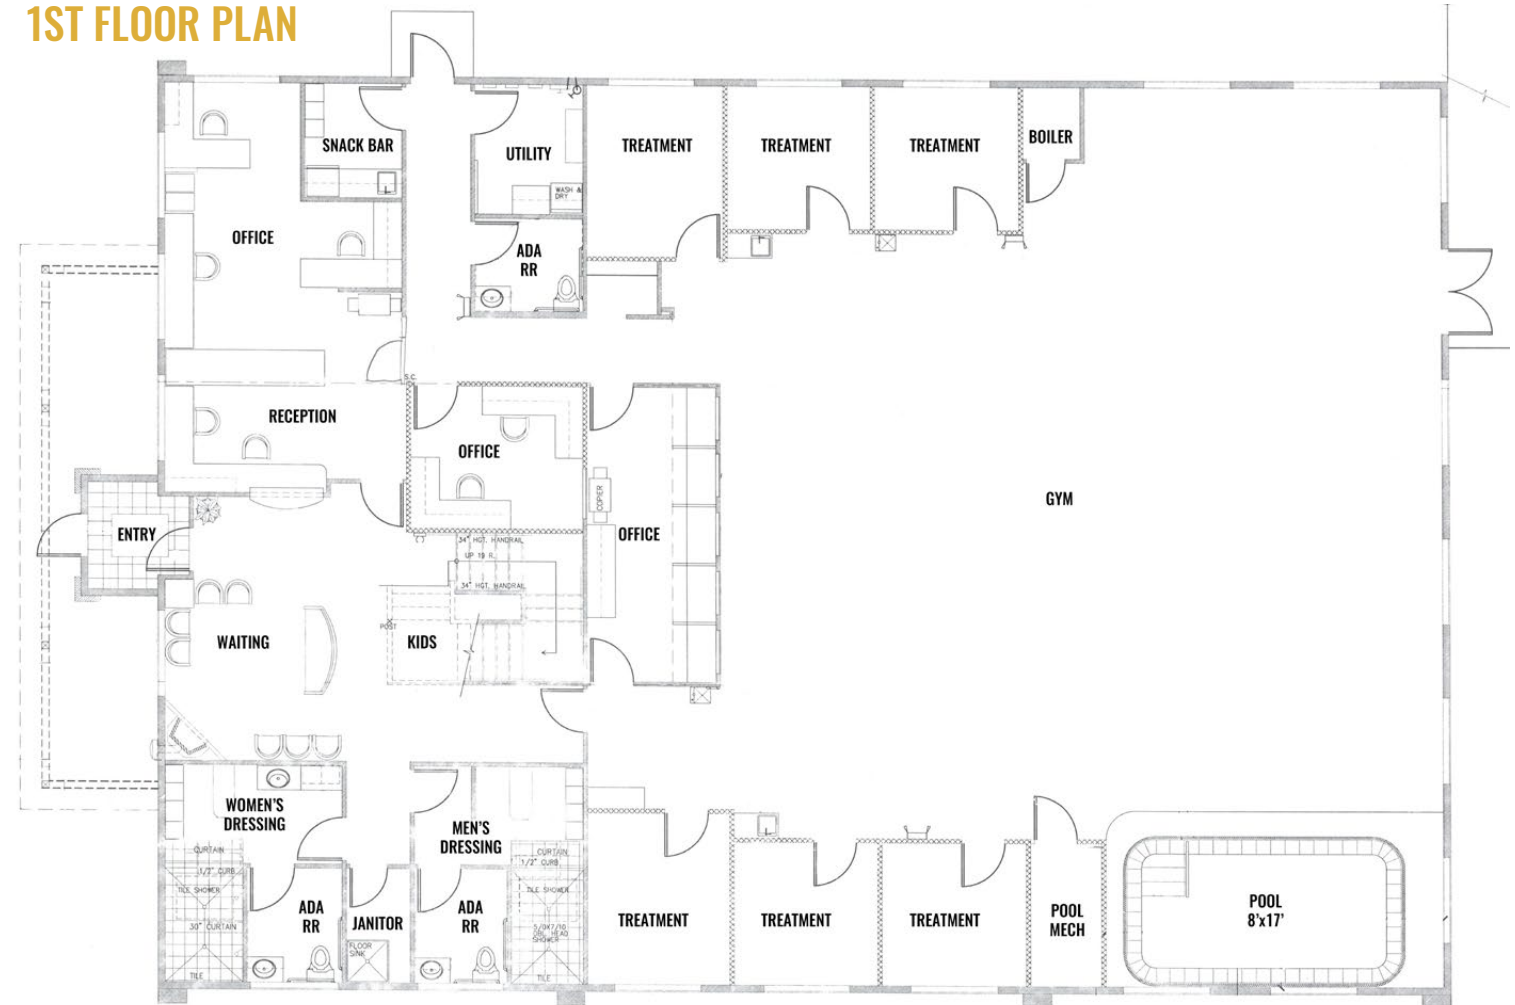 1ST FLOOR PLAN
SNACK BAR
UTILITY
WASH &
DRY
TREATMENT
TREATMENT
TREATMENT
BOILER
OFFICE
ADA
RR
S.C.
RECEPTION
OFFICE
COPIER
GYM
ENTRY
OFFICE
34" HGT. HANDRAIL
UP 19 R.
34" HGT. HANDRAIL
POST
WAITING
KIDS
WOMEN'S
DRESSING
MEN'S
DRESSING
CURTAIN
1/2" CURB
TILE SHOWER
30" CURTAIN
TILE
ADA
RR
JANITOR
FLOOR
SINK
ADA
RR
CURTAIN
1/2" CURB
TILE SHOWER
SHOWER
TILE
TREATMENT
TREATMENT
TREATMENT
POOL
MECH
POOL
8'x17'